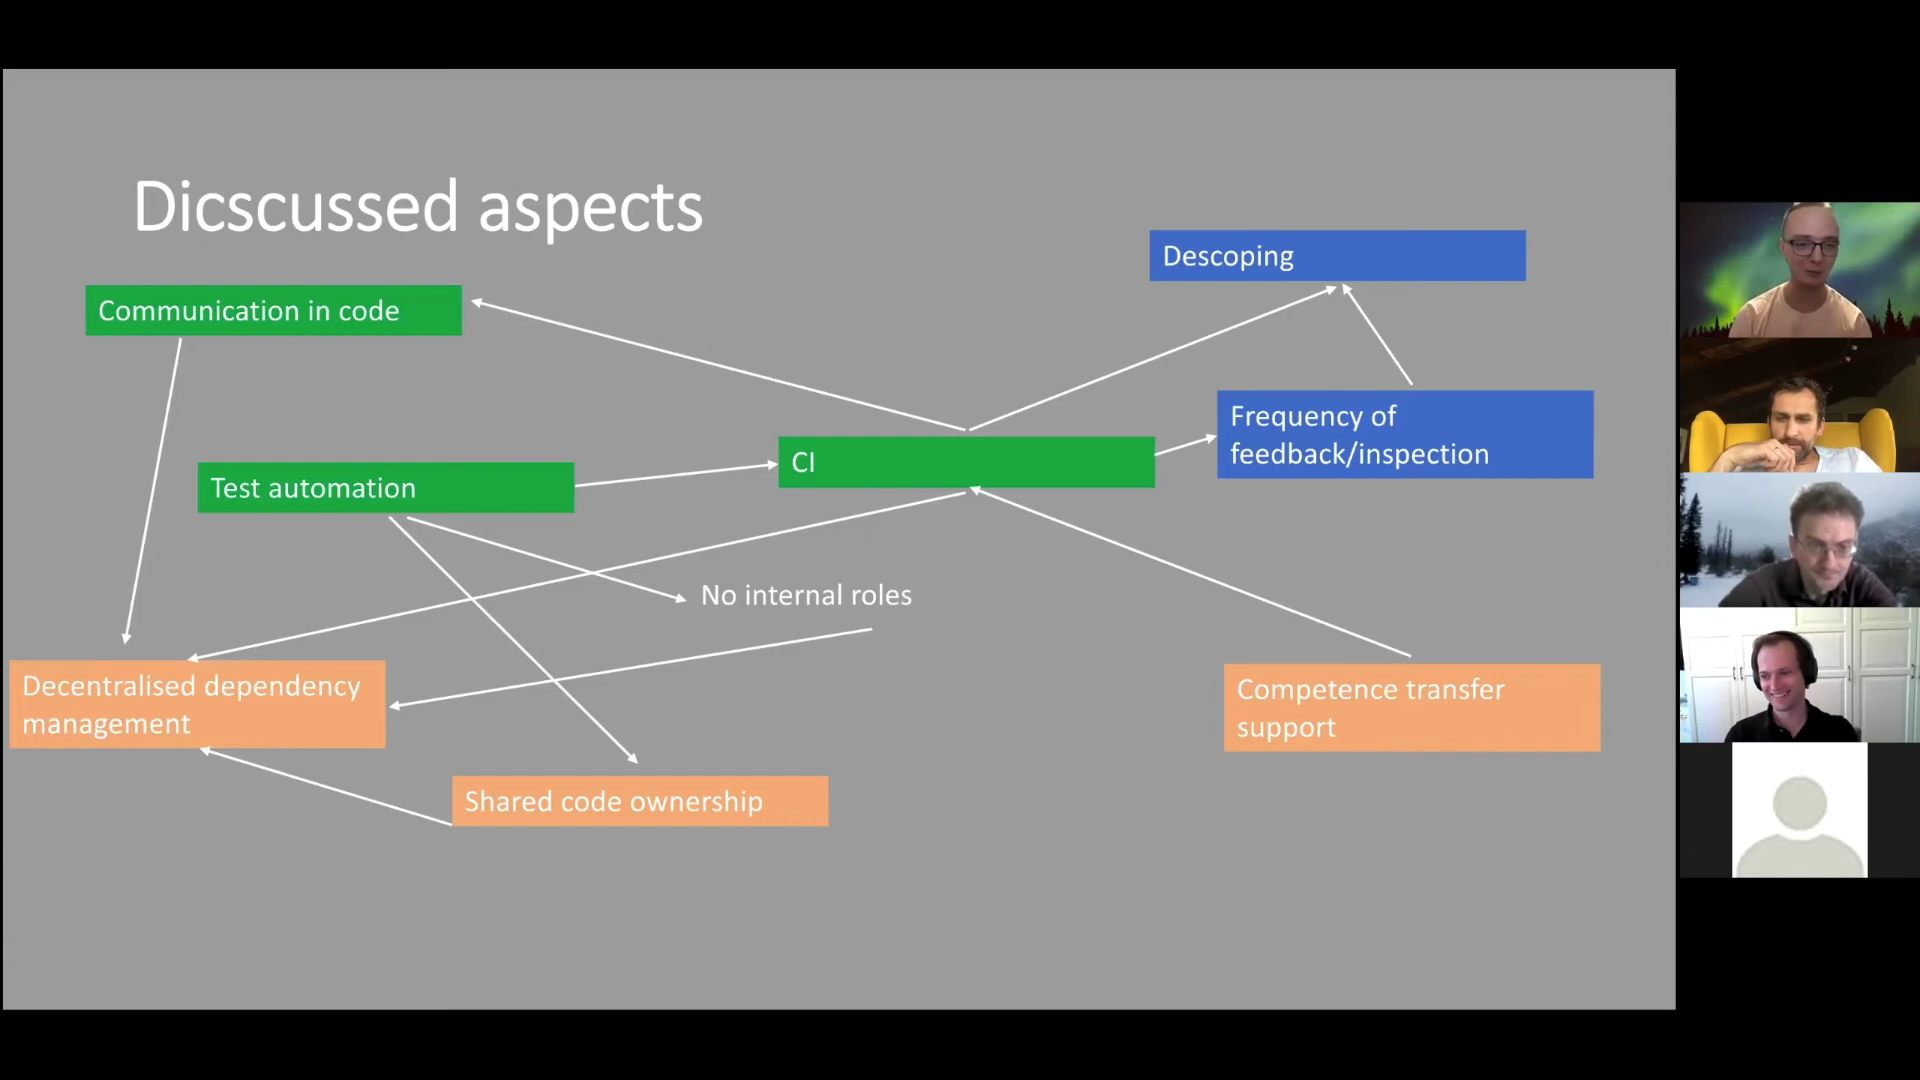 Dicscussed aspects
Descoping
Communication in code
Frequency of
feedback/inspection
CI
Test automation
No internal roles
Decentralised dependency
management
Competence transfer
support
Shared code ownership